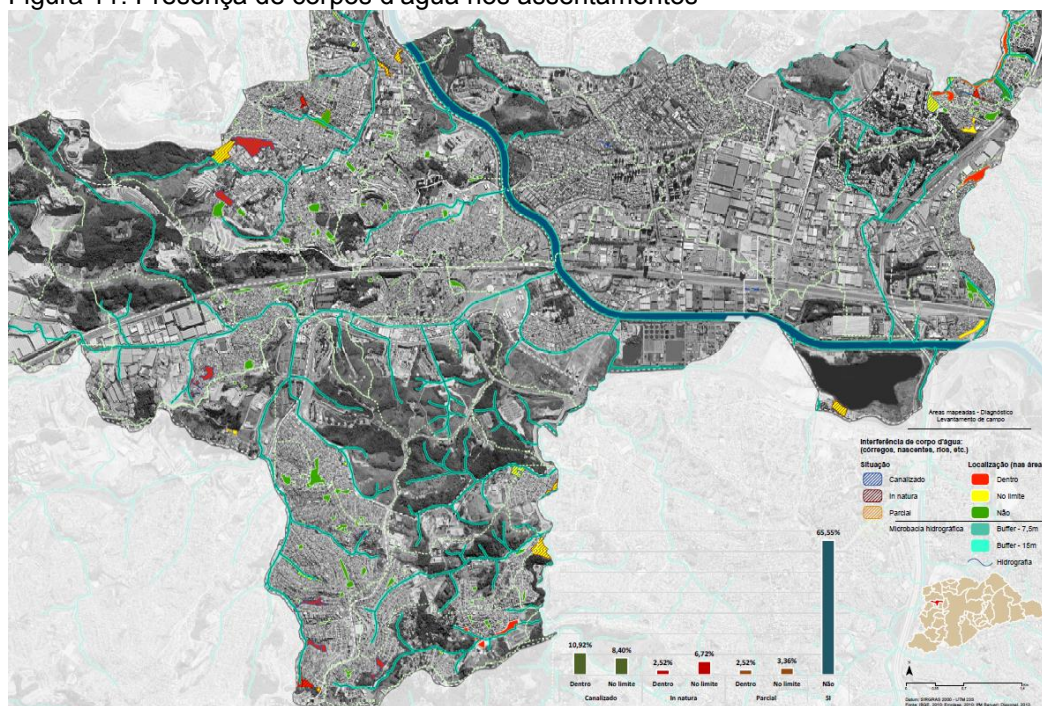 Figura 11: Presença de corpos d'água nos assentamentos
Áreas mapeadas - Diagnóstico
Levantamento de campo
Interferência de corpo d'água:
(córregos, nascentes, rios, etc.)
Situação
Canalizado
In natura
Parcial
Microbacia hidrográfica
Localização (nas área
Dentro
No limite
Não
Buffer - 7,5m
Buffer - 15m
Hidrografia
10,92%
8,40%
2,52%
6,72%
2,52%
3,36%
65,55%
Dentro
No limite
Dentro
No limite
Dentro
No limite
Não
Canalizado
In natura
Parcial
SI